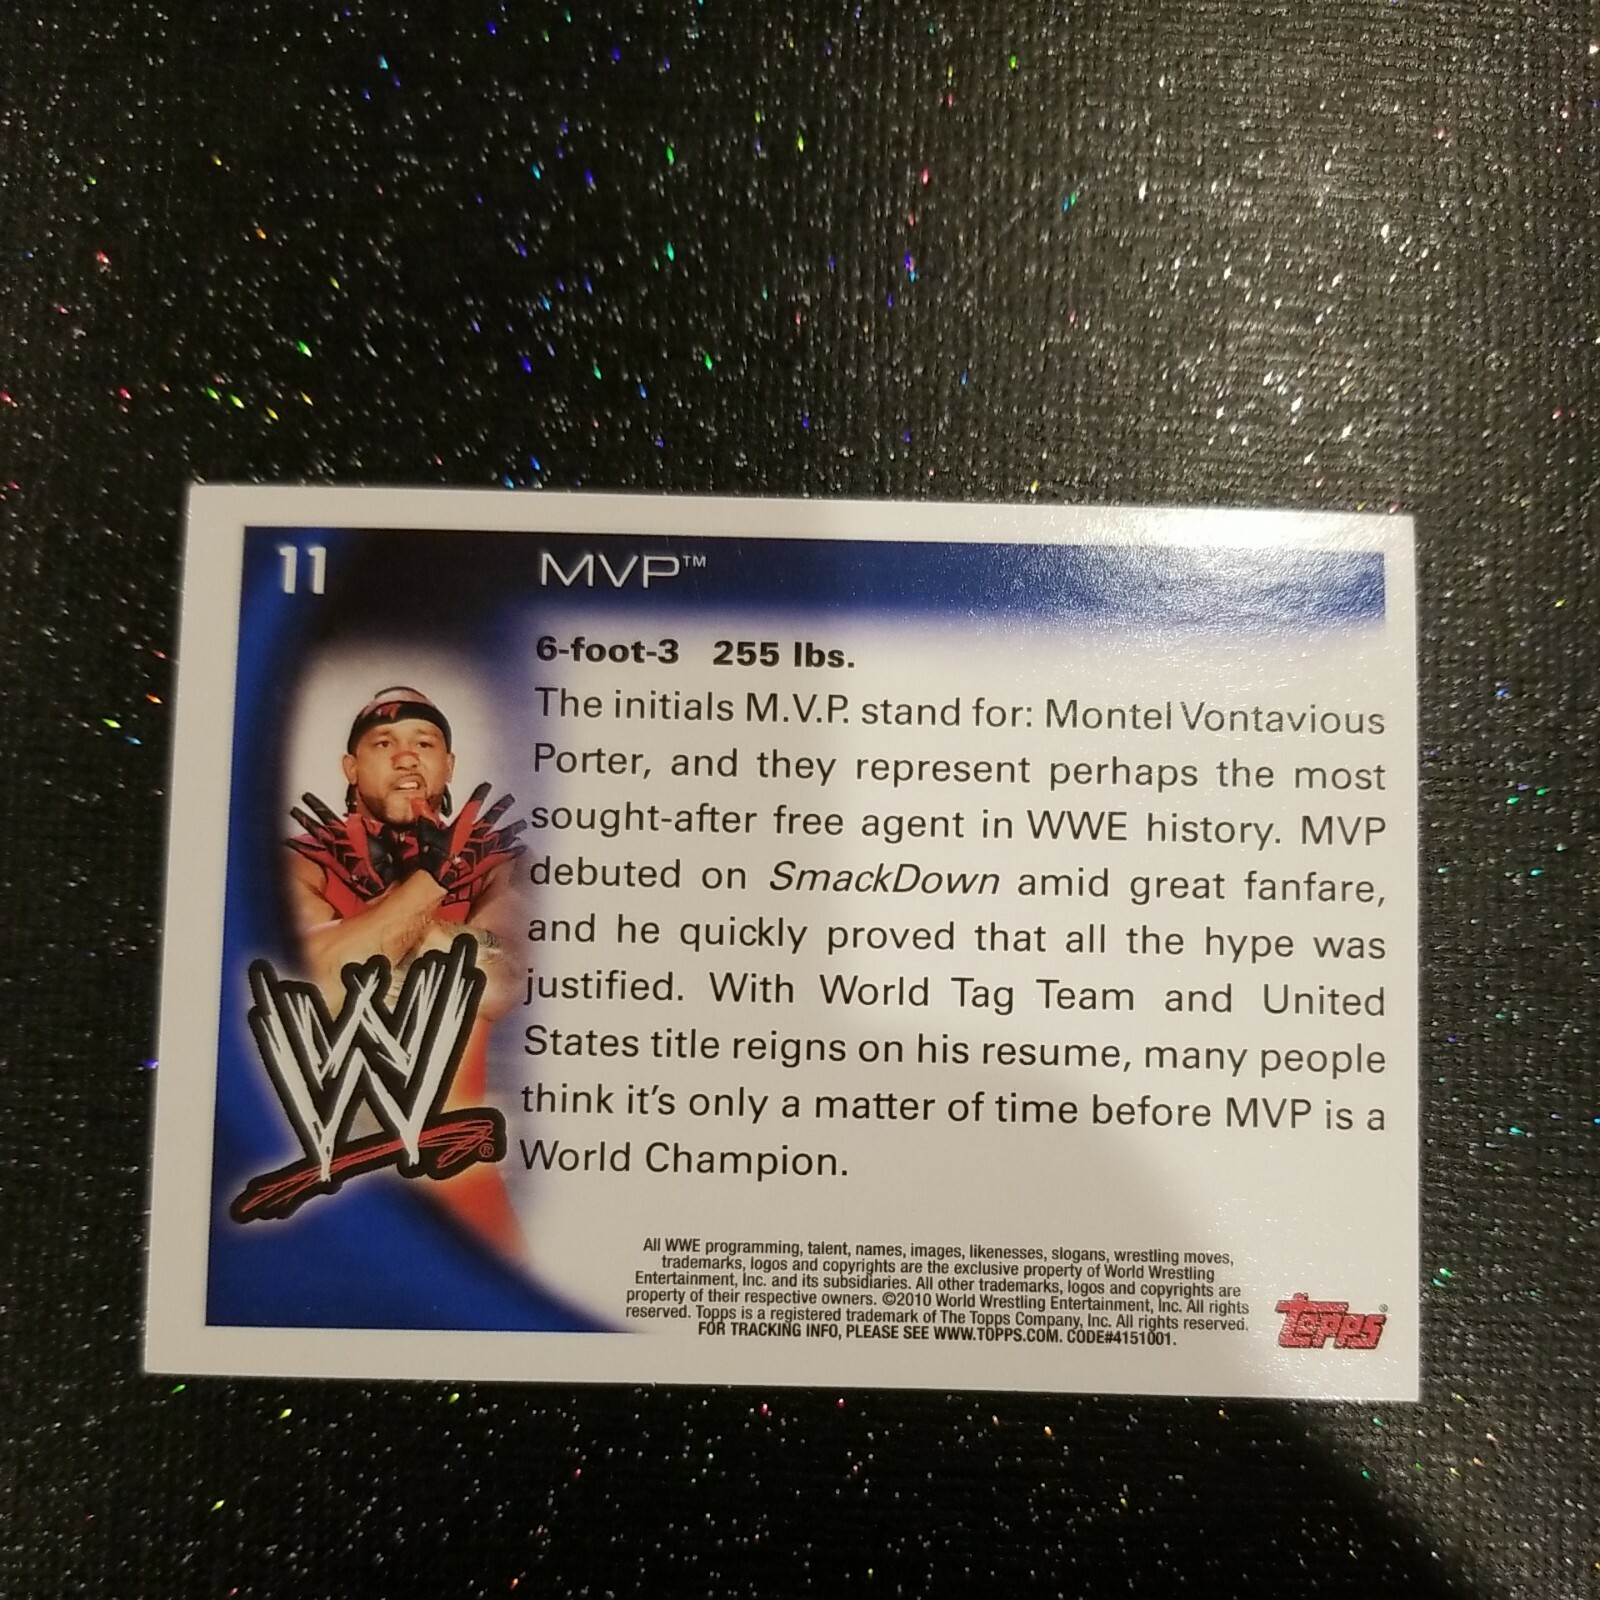 11 MVP™
6-foot-3 255 lbs.
The initials M.V.P. stand for: Montel Vontavious
Porter, and they represent perhaps the most
sought-after free agent in WWE history. MVP
debuted on SmackDown amid great fanfare,
and he quickly proved that all the hype was
justified. With World Tag Team and United
States title reigns on his resume, many people
think it's only a matter of time before MVP is a
World Champion.
W®
All WWE programming, talent, names, images, likenesses, slogans, wrestling moves,
trademarks, logos and copyrights are the exclusive property of World Wrestling
Entertainment, Inc. and its subsidiaries. All other trademarks, logos and copyrights are
property of their respective owners. ©2010 World Wrestling Entertainment, Inc. All rights
reserved. Topps is a registered trademark of The Topps Company, Inc. All rights reserved.
FOR TRACKING INFO, PLEASE SEE WWW.TOPPS.COM. CODE#4151001.
Topps®